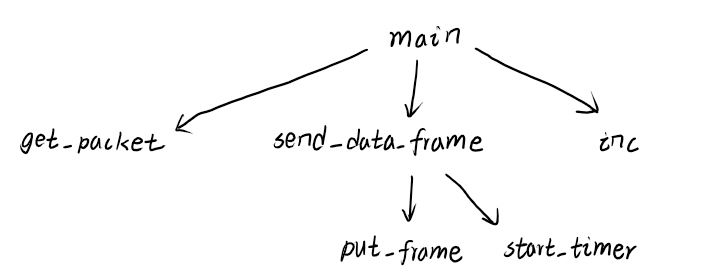 main
get_packet send_data_frame inc
put_frame start_timer